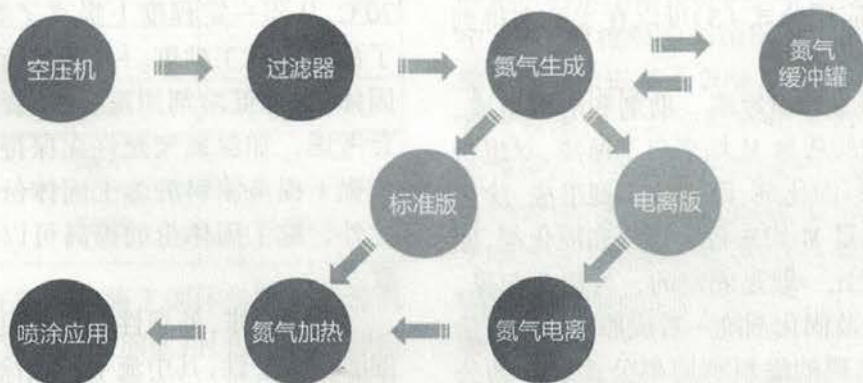 空压机
过滤器
氮气生成
氮气
缓冲罐
标准版
电离版
喷涂应用
氮气加热
氮气电离